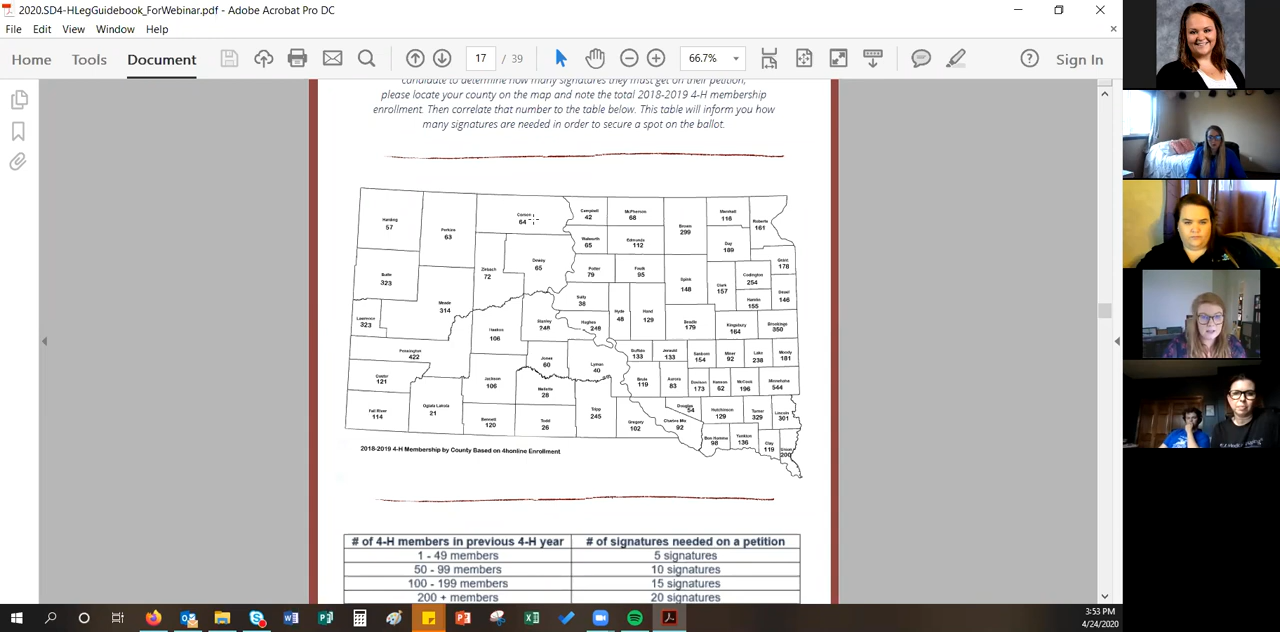 2020.SD4-HLegGuidebook_ForWebinar.pdf - Adobe Acrobat Pro DC
File Edit View Window Help
Home Tools Document
17 / 39
66.7%
Sign In
candidate to determine how many signatures they must get on their petition,
please locate your county on the map and note the total 2018-2019 4-H membership
enrollment. Then correlate that number to the table below. This table will inform you how
many signatures are needed in order to secure a spot on the ballot.
Harding
57
Perkins
63
Corson
64
Campbell
42
McPherson
68
Brown
299
Marshall
116
Roberts
161
Walworth
65
Edmunds
112
Day
189
Butte
323
Ziebach
72
Dewey
65
Potter
79
Faulk
95
Spink
148
Clark
157
Codington
254
Grant
178
Hamlin
155
Deuel
146
Meade
314
Sully
38
Hyde
48
Hand
129
Lawrence
323
Haakon
106
Stanley
248
Hughes
248
Beadle
179
Kingsbury
164
Brookings
350
Pennington
422
Jones
60
Lyman
40
Buffalo
133
Jerauld
133
Sanborn
154
Miner
92
Lake
238
Moody
181
Custer
121
Jackson
106
Brule
119
Aurora
83
Davison
173
Hanson
62
McCook
196
Minnehaha
544
Mellette
28
Fall River
114
Oglala Lakota
21
Bennett
120
Todd
26
Tripp
245
Gregory
102
Douglas
54
Charles Mix
92
Hutchinson
129
Turner
329
Lincoln
301
Bon Homme
98
Yankton
136
Clay
119
Union
200
2018-2019 4-H Membership by County Based on 4honline Enrollment
# of 4-H members in previous 4-H year # of signatures needed on a petition
1 - 49 members 5 signatures
50 - 99 members 10 signatures
100 - 199 members 15 signatures
200 + members 20 signatures
3:53 PM
4/24/2020